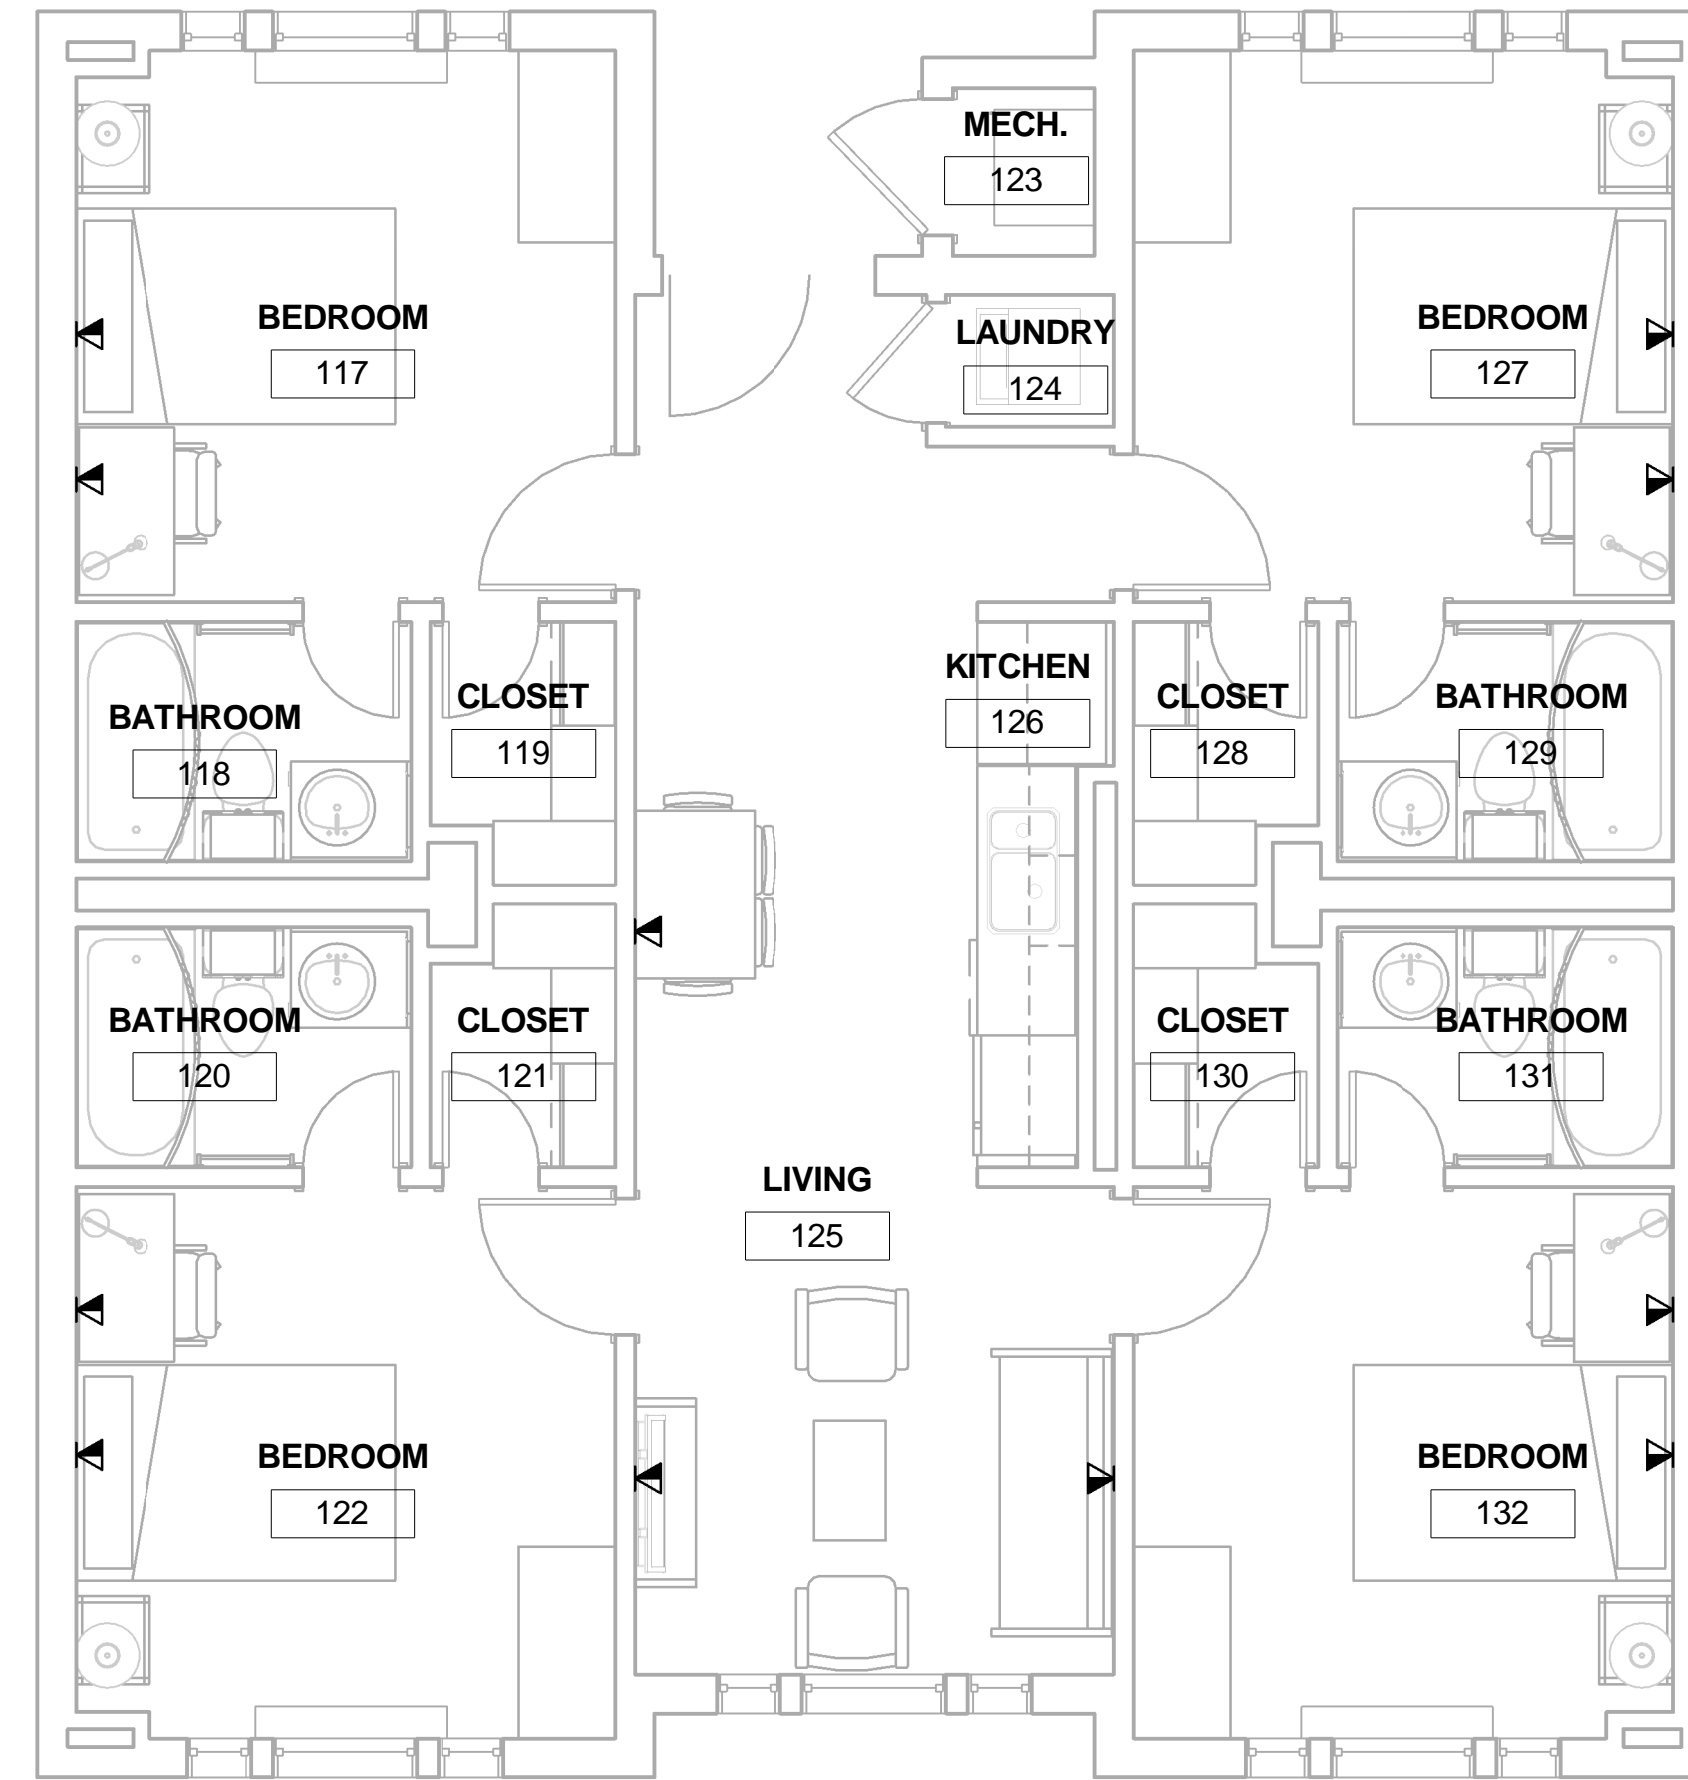 MECH.
123
BEDROOM
117
LAUNDRY
124
BEDROOM
127
KITCHEN
126
BATHROOM
118
CLOSET
119
CLOSET
128
BATHROOM
129
BATHROOM
120
CLOSET
121
CLOSET
130
BATHROOM
131
LIVING
125
BEDROOM
122
BEDROOM
132